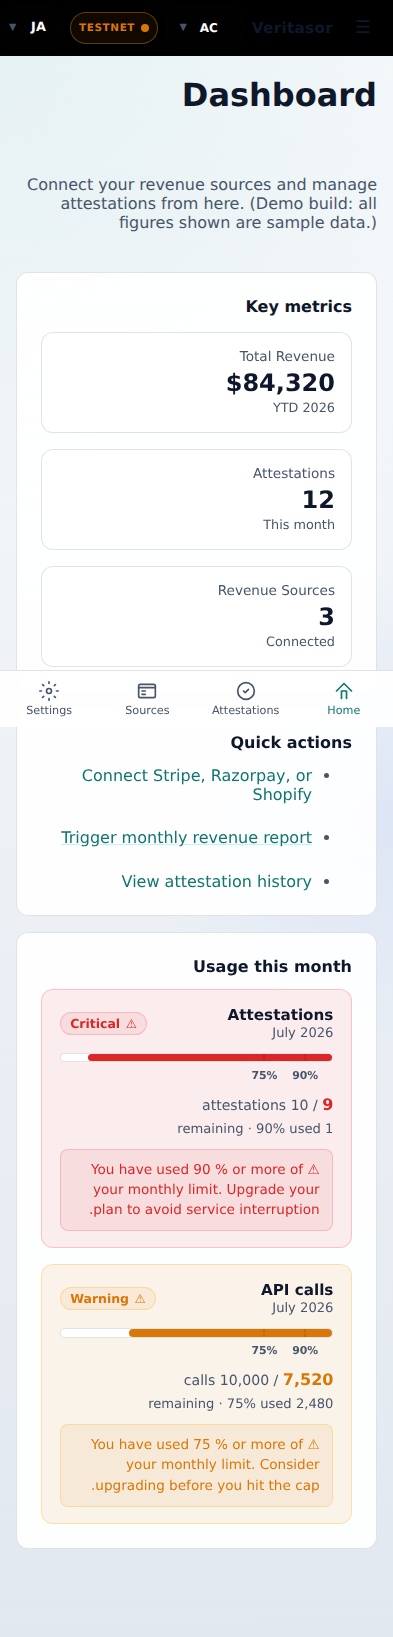 JA TESTNET AC Veritasor
Dashboard
Connect your revenue sources and manage
attestations from here. (Demo build: all
figures shown are sample data.)
Key metrics
Total Revenue
$84,320
YTD 2026
Attestations
12
This month
Revenue Sources
3
Connected
Settings Sources Attestations Home
Quick actions
Connect Stripe, Razorpay, or
Shopify
Trigger monthly revenue report
View attestation history
Usage this month
Critical ⚠ Attestations
July 2026
75% 90%
attestations 10 / 9
remaining · 90% used 1
You have used 90 % or more of ⚠
your monthly limit. Upgrade your
.plan to avoid service interruption
Warning ⚠ API calls
July 2026
75% 90%
calls 10,000 / 7,520
remaining · 75% used 2,480
You have used 75 % or more of ⚠
your monthly limit. Consider
.upgrading before you hit the cap